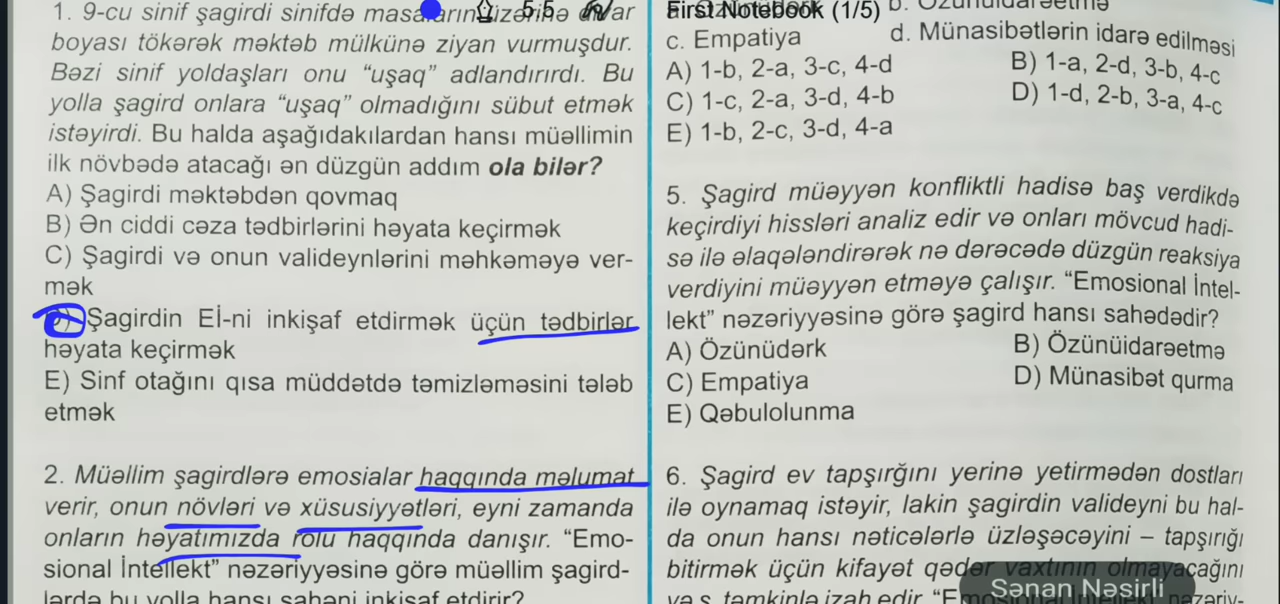 1. 9-cu sinif şagirdi sinifdə masaların üzərinə
boyası tökərək məktəb mülkünə ziyan vurmuşdur.
Bəzi sinif yoldaşları onu “uşaq” adlandırırdı. Bu
yolla şagird onlara “uşaq” olmadığını sübut etmək
istəyirdi. Bu halda aşağıdakılardan hansı müəllimin
ilk növbədə atacağı ən düzgün addım ola bilər?
A) Şagirdi məktəbdən qovmaq
B) Ən ciddi cəza tədbirlərini həyata keçirmək
C) Şagirdi və onun valideynlərini məhkəməyə ver-
mək
D) Şagirdin Eİ-ni inkişaf etdirmək üçün tədbirlər
həyata keçirmək
E) Sinf otağını qısa müddətdə təmizləməsini tələb
etmək
2. Müəllim şagirdlərə emosialar haqqında məlumat
verir, onun növləri və xüsusiyyətləri, eyni zamanda
onların həyatımızda rolu haqqında danışır. “Emo-
sional İntellekt” nəzəriyyəsinə görə müəllim şagird-
lərdə bu yolla hansı sahəni inkişaf etdirir?
5.5
First Notebook (1/5)
b. Özünüidarəetmə
c. Empatiya d. Münasibətlərin idarə edilməsi
A) 1-b, 2-a, 3-c, 4-d B) 1-a, 2-d, 3-b, 4-c
C) 1-c, 2-a, 3-d, 4-b D) 1-d, 2-b, 3-a, 4-c
E) 1-b, 2-c, 3-d, 4-a
5. Şagird müəyyən konfliktli hadisə baş verdikdə
keçirdiyi hissləri analiz edir və onları mövcud hadi-
sə ilə əlaqələndirərək nə dərəcədə düzgün reaksiya
verdiyini müəyyən etməyə çalışır. “Emosional İntel-
lekt” nəzəriyyəsinə görə şagird hansı sahədədir?
A) Özünüdərk B) Özünüidarəetmə
C) Empatiya D) Münasibət qurma
E) Qəbulolunma
6. Şagird ev tapşırğını yerinə yetirmədən dostları
ilə oynamaq istəyir, lakin şagirdin valideyni bu hal-
da onun hansı nəticələrlə üzləşəcəyini – tapşırığı
bitirmək üçün kifayət qədər vaxtının olmayacağını
və s. təmkinlə izah edir. nəzəriy-
Sənan Nəsirli